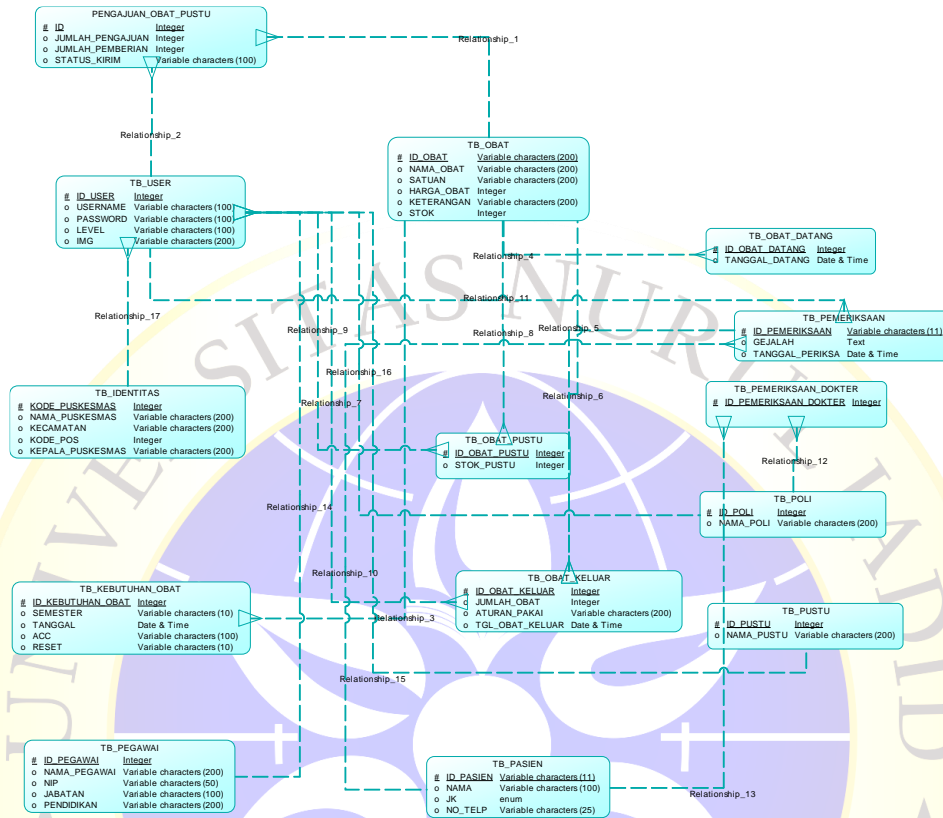 PENGAJUAN_OBAT_PUSTU
# ID Integer
o JUMLAH_PENGAJUAN Integer
o JUMLAH_PEMBERIAN Integer
o STATUS_KIRIM Variable characters (100)
Relationship_1
Relationship_2
TB_OBAT
# ID_OBAT Variable characters (200)
o NAMA_OBAT Variable characters (200)
o SATUAN Variable characters (200)
o HARGA_OBAT Integer
o KETERANGAN Variable characters (200)
o STOK Integer
TB_USER
# ID_USER Integer
o USERNAME Variable characters (100)
o PASSWORD Variable characters (100)
o LEVEL Variable characters (100)
o IMG Variable characters (200)
TB_OBAT_DATANG
# ID_OBAT_DATANG Integer
o TANGGAL_DATANG Date & Time
Relationship_4
Relationship_11
Relationship_17
Relationship_9
Relationship_8
Relationship_5
TB_PEMERIKSAAN
# ID_PEMERIKSAAN Variable characters (11)
o GEJALAH Text
o TANGGAL_PERIKSA Date & Time
Relationship_16
TB_IDENTITAS
# KODE_PUSKESMAS Integer
o NAMA_PUSKESMAS Variable characters (200)
o KECAMATAN Variable characters (200)
o KODE_POS Integer
o KEPALA_PUSKESMAS Variable characters (200)
Relationship_7
Relationship_6
TB_PEMERIKSAAN_DOKTER
# ID_PEMERIKSAAN_DOKTER Integer
TB_OBAT_PUSTU
# ID_OBAT_PUSTU Integer
o STOK_PUSTU Integer
Relationship_12
Relationship_14
TB_POLI
# ID_POLI Integer
o NAMA_POLI Variable characters (200)
Relationship_10
TB_KEBUTUHAN_OBAT
# ID_KEBUTUHAN_OBAT Integer
o SEMESTER Variable characters (10)
o TANGGAL Date & Time
o ACC Variable characters (100)
o RESET Variable characters (10)
Relationship_3
TB_OBAT_KELUAR
# ID_OBAT_KELUAR Integer
o JUMLAH_OBAT Integer
o ATURAN_PAKAI Variable characters (200)
o TGL_OBAT_KELUAR Date & Time
TB_PUSTU
# ID_PUSTU Integer
o NAMA_PUSTU Variable characters (200)
Relationship_15
TB_PEGAWAI
# ID_PEGAWAI Integer
o NAMA_PEGAWAI Variable characters (200)
o NIP Variable characters (50)
o JABATAN Variable characters (100)
o PENDIDIKAN Variable characters (200)
TB_PASIEN
# ID_PASIEN Variable characters (11)
o NAMA Variable characters (100)
o JK enum
o NO_TELP Variable characters (25)
Relationship_13